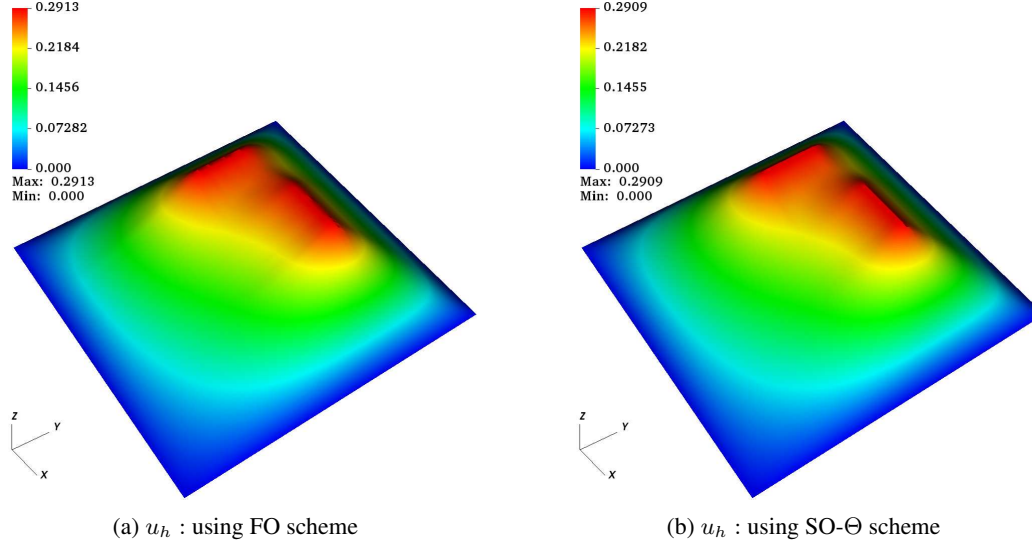 0.2913
0.2184
0.1456
0.07282
0.000
Max: 0.2913
Min: 0.000
Z
Y
X
(a) u_h : using FO scheme
0.2909
0.2182
0.1455
0.07273
0.000
Max: 0.2909
Min: 0.000
Z
Y
X
(b) u_h : using SO-Θ scheme